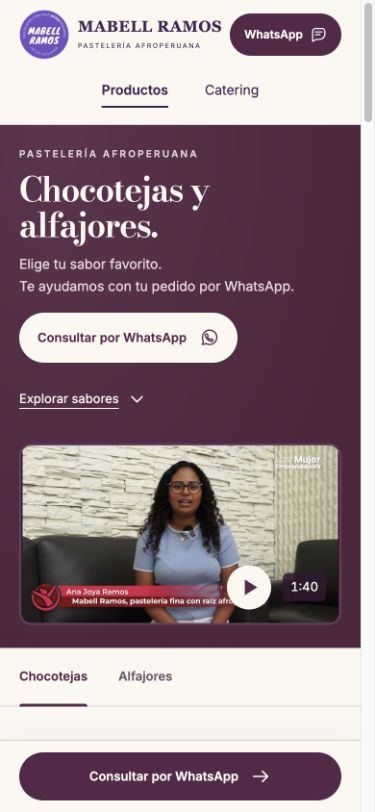 MABELL
RAMOS
MABELL RAMOS
PASTELERÍA AFROPERUANA
WhatsApp
Productos
Catering
PASTELERÍA AFROPERUANA
Chocotejas y
alfajores.
Elige tu sabor favorito.
Te ayudamos con tu pedido por WhatsApp.
Consultar por WhatsApp
Explorar sabores
Mujer
Emprendedora
Ana Joya Ramos
Mabell Ramos, pastelería fina con raíz afro
1:40
Chocotejas
Alfajores
Consultar por WhatsApp